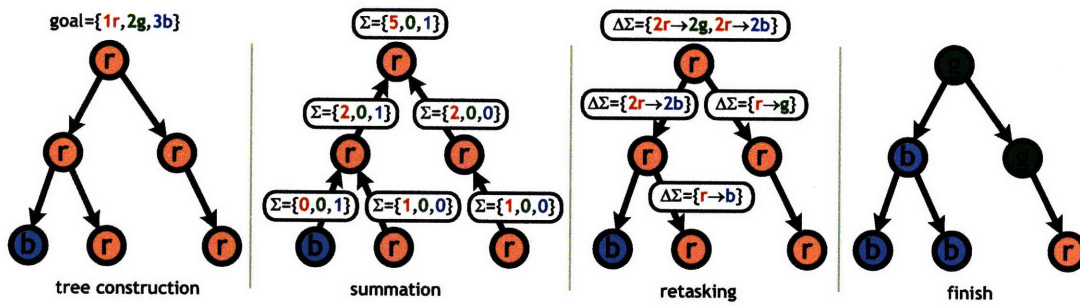 goal={1r,2g,3b}
r
r
r
b
r
r
tree construction
Σ={5,0,1}
r
Σ={2,0,1}
Σ={2,0,0}
r
r
Σ={0,0,1}
Σ={1,0,0}
Σ={1,0,0}
b
r
r
summation
ΔΣ={2r→2g,2r→2b}
r
ΔΣ={2r→2b}
ΔΣ={r→g}
r
r
ΔΣ={r→b}
b
r
r
retasking
g
b
g
b
b
r
finish